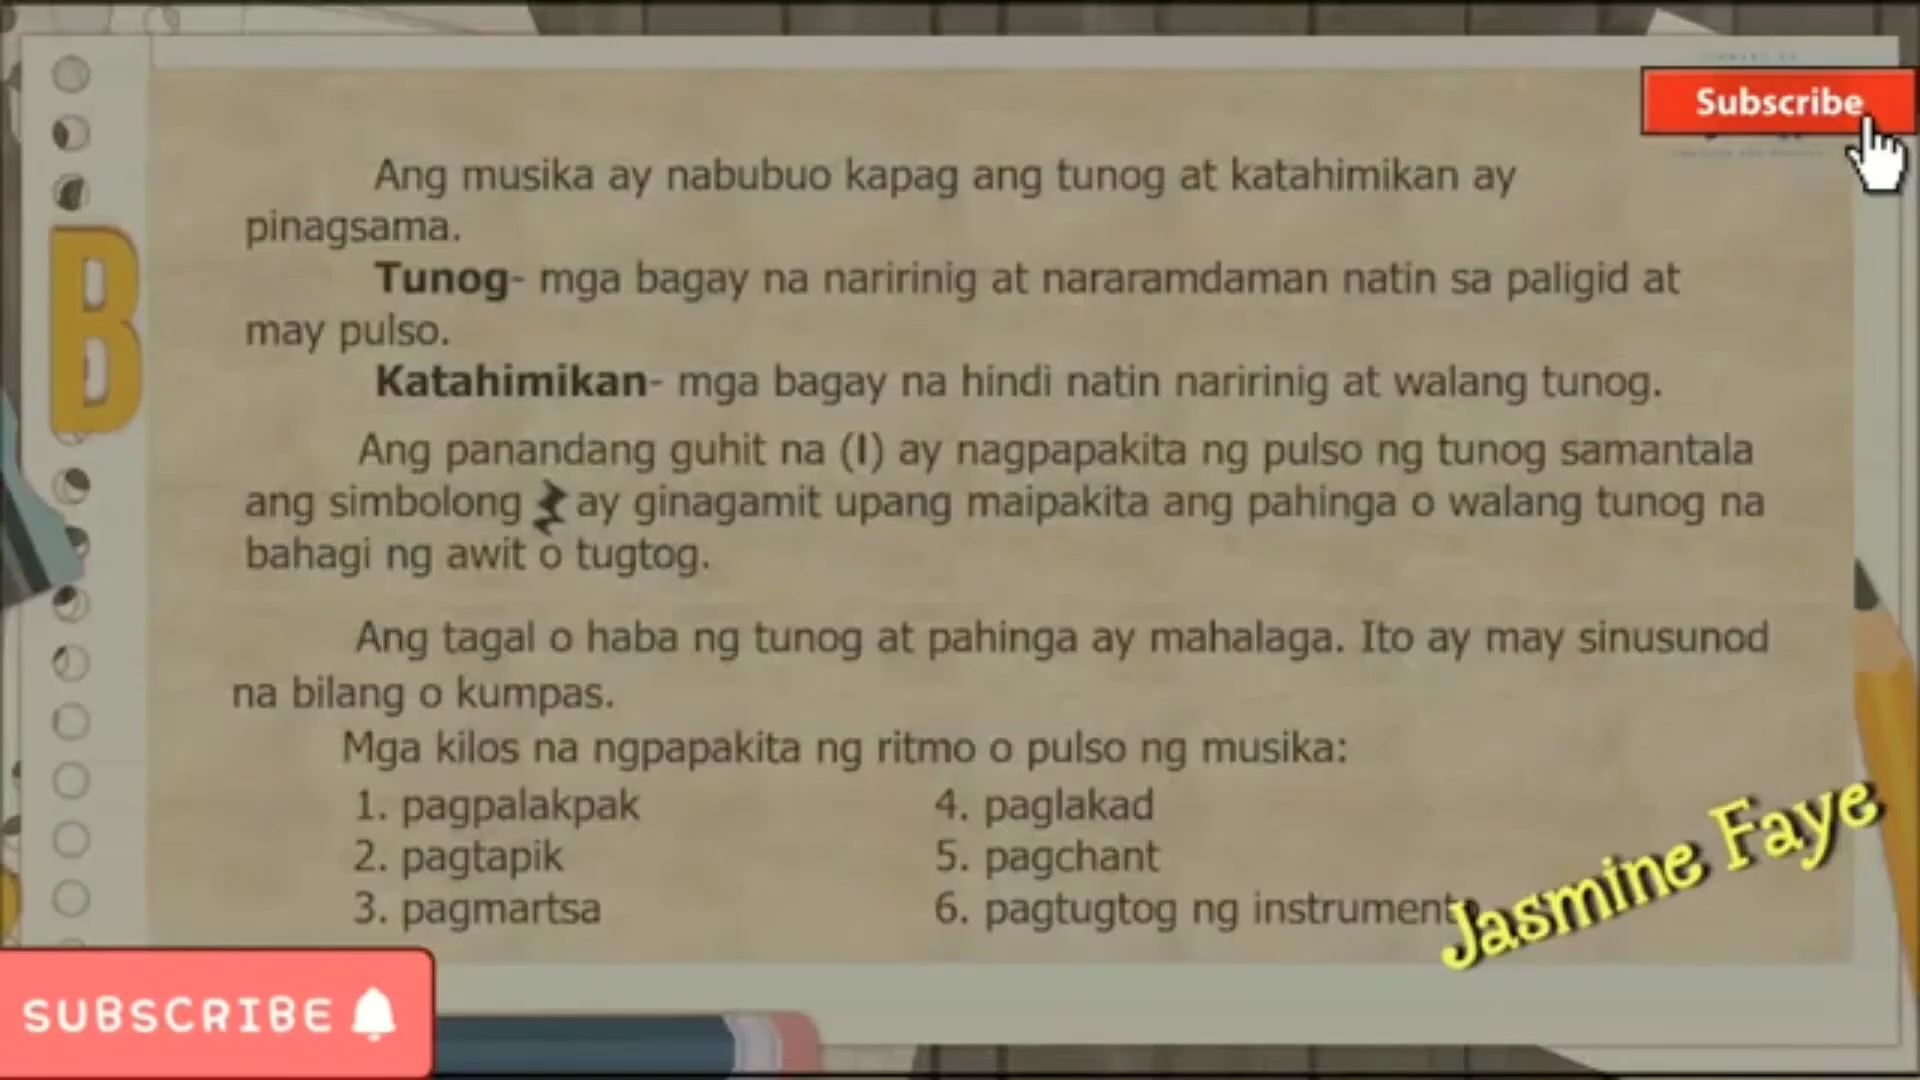 Subscribe
Ang musika ay nabubuo kapag ang tunog at katahimikan ay
pinagsama.
Tunog- mga bagay na naririnig at nararamdaman natin sa paligid at
may pulso.
B
Katahimikan- mga bagay na hindi natin naririnig at walang tunog.
Ang panandang guhit na (I) ay nagpapakita ng pulso ng tunog samantala
ang simbolong 𝄽 ay ginagamit upang maipakita ang pahinga o walang tunog na
bahagi ng awit o tugtog.
Ang tagal o haba ng tunog at pahinga ay mahalaga. Ito ay may sinusunod
na bilang o kumpas.
Mga kilos na ngpapakita ng ritmo o pulso ng musika:
1. pagpalakpak
2. pagtapik
3. pagmartsa
4. paglakad
5. pagchant
6. pagtugtog ng instrumento
Jasmine Faye
SUBSCRIBE